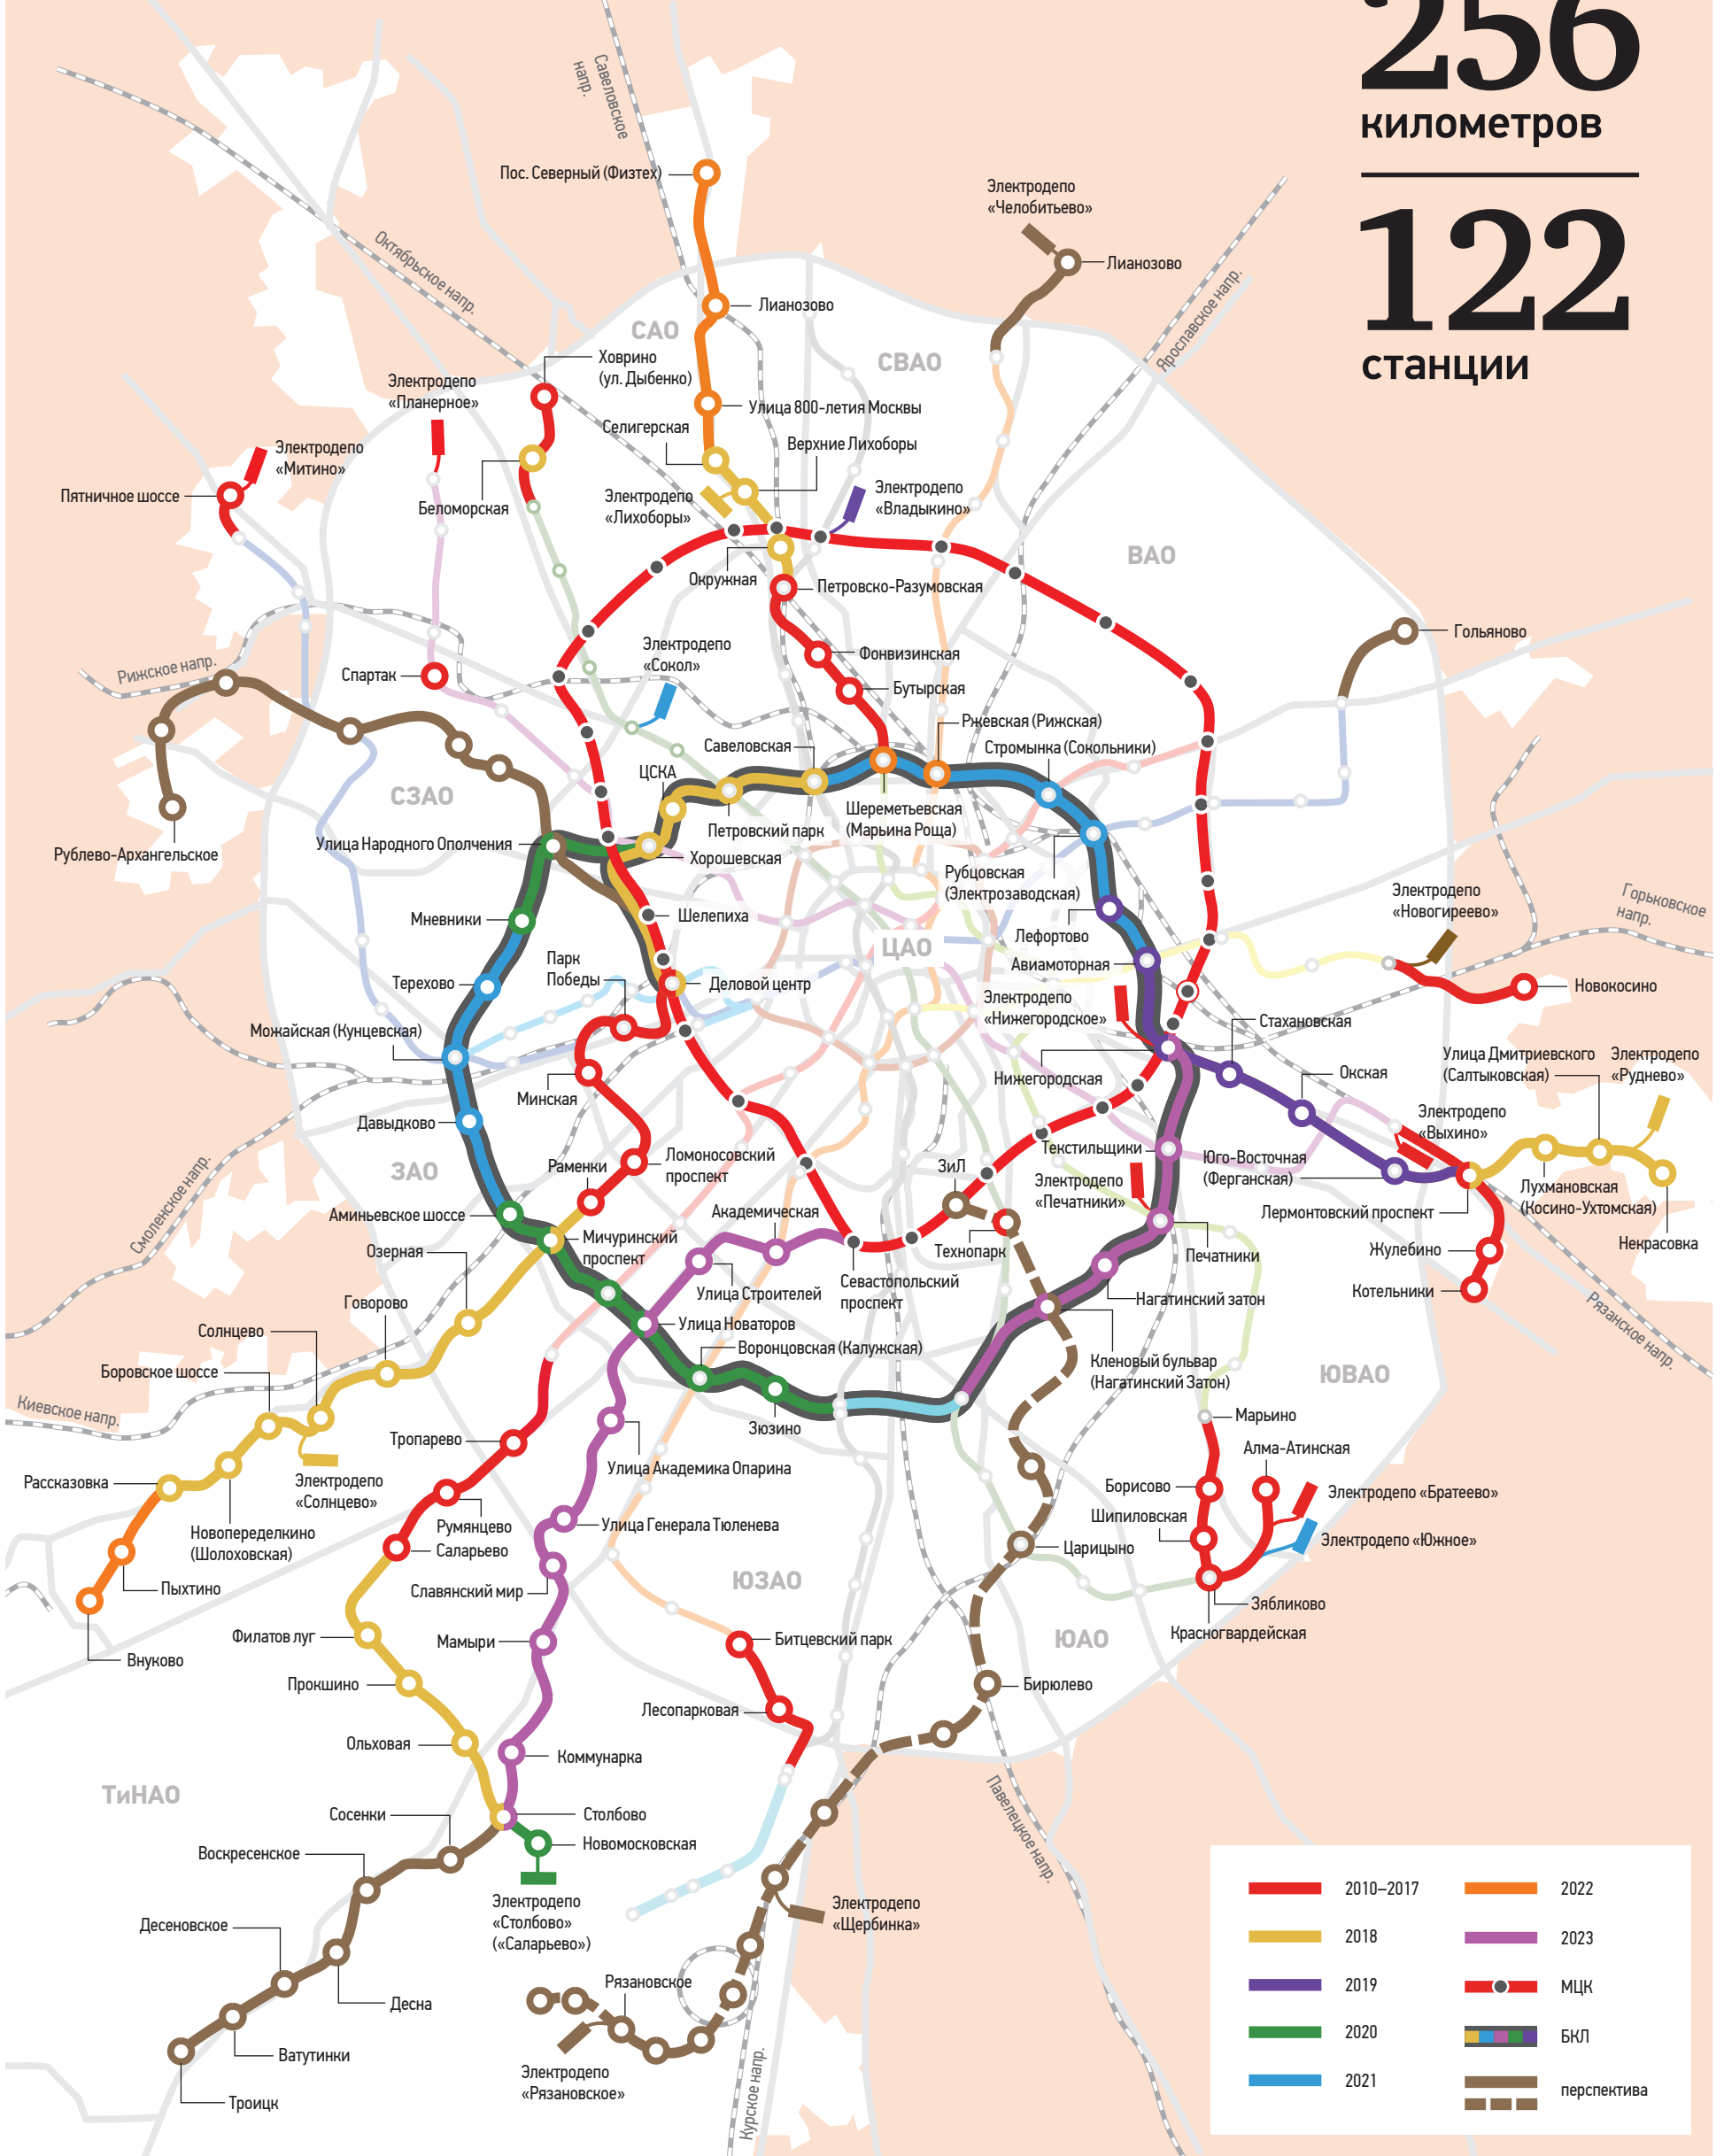 256
километров
122
станции
Савеловское
напр.
Пос. Северный (Физтех)
Электродепо
«Челобитьево»
Лианозово
Октябрьское напр.
Ярославское напр.
Лианозово
САО
СВАО
Ховрино
(ул. Дыбенко)
Электродепо
«Планерное»
Улица 800-летия Москвы
Селигерская
Верхние Лихоборы
Электродепо
«Митино»
Пятничное шоссе
Беломорская
Электродепо
«Лихоборы»
Электродепо
«Владыкино»
ВАО
Окружная
Петровско-Разумовская
Гольяново
Рижское напр.
Спартак
Электродепо
«Сокол»
Фонвизинская
Бутырская
Ржевская (Рижская)
Савеловская
Стромынка (Сокольники)
ЦСКА
СЗАО
Шереметьевская
(Марьина Роща)
Петровский парк
Улица Народного Ополчения
Рублево-Архангельское
Хорошевская
Рубцовская
(Электрозаводская)
Электродепо
«Новогиреево»
Горьковское
напр.
Мневники
Шелепиха
Лефортово
ЦАО
Парк
Победы
Авиамоторная
Терехово
Деловой центр
Новокосино
Электродепо
«Нижегородское»
Стахановская
Можайская (Кунцевская)
Улица Дмитриевского
(Салтыковская)
Электродепо
«Руднево»
Нижегородская
Окская
Минская
Электродепо
«Выхино»
Давыдково
Текстильщики
Ломоносовский
проспект
Юго-Восточная
(Ферганская)
ЗАО
Раменки
ЗиЛ
Электродепо
«Печатники»
Лухмановская
(Косино-Ухтомская)
Смоленское напр.
Аминьевское шоссе
Академическая
Лермонтовский проспект
Мичуринский
проспект
Технопарк
Печатники
Жулебино
Некрасовка
Озерная
Улица Строителей
Севастопольский
проспект
Котельники
Нагатинский затон
Говорово
Рязанское напр.
Солнцево
Улица Новаторов
Воронцовская (Калужская)
Боровское шоссе
Кленовый бульвар
(Нагатинский Затон)
ЮВАО
Киевское напр.
Марьино
Зюзино
Тропарево
Алма-Атинская
Рассказовка
Электродепо
«Солнцево»
Улица Академика Опарина
Борисово
Электродепо «Братеево»
Шипиловская
Новопеределкино
(Шолоховская)
Румянцево
Улица Генерала Тюленева
Электродепо «Южное»
Саларьево
Царицыно
Пыхтино
Славянский мир
ЮЗАО
Зябликово
Филатов луг
Мамыри
Битцевский парк
ЮАО
Красногвардейская
Внуково
Прокшино
Бирюлево
Лесопарковая
Ольховая
Коммунарка
ТиНАО
Сосенки
Столбово
Павелецкое напр.
Воскресенское
Новомосковская
Электродепо
«Столбово»
(«Саларьево»)
Электродепо
«Щербинка»
Десеновское
Рязановское
Десна
Ватутинки
Электродепо
«Рязановское»
Троицк
Курское напр.
2010–2017
2018
2019
2020
2021
2022
2023
МЦК
БКЛ
перспектива